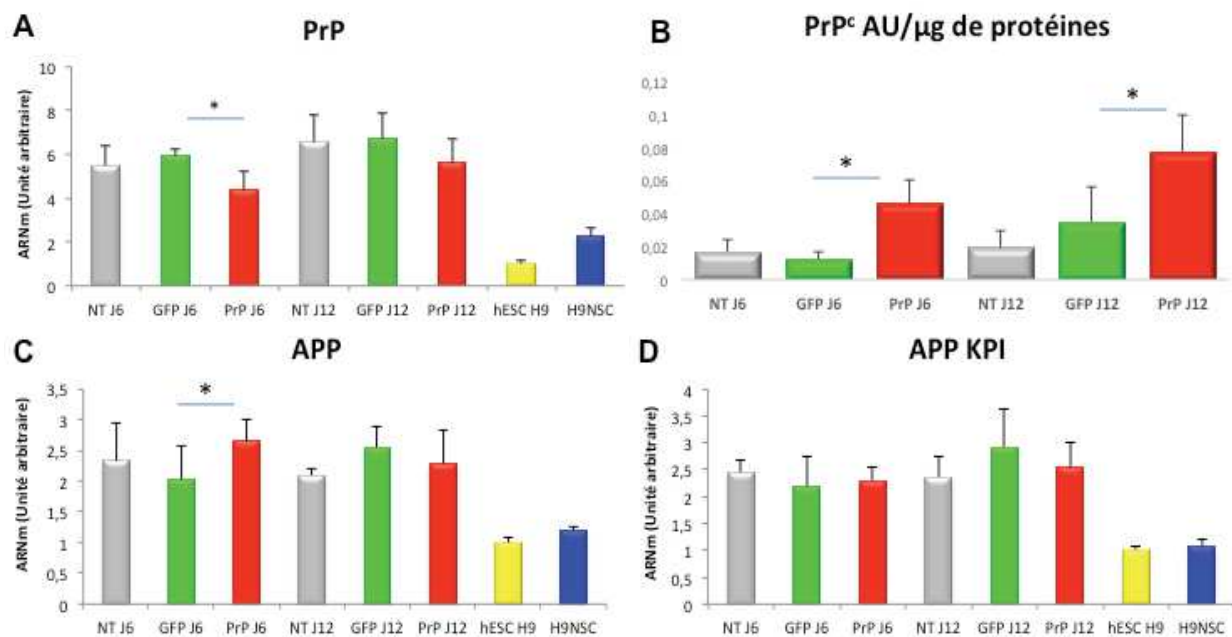 A
PrP
ARNm (Unité arbitraire)
10
8
6
4
2
0
*
NT J6 GFP J6 PrP J6 NT J12 GFP J12 PrP J12 hESC H9 H9NSC
B
PrPᶜ AU/µg de protéines
0,12
0,1
0,08
0,06
0,04
0,02
0
*
*
NT J6 GFP J6 PrP J6 NT J12 GFP J12 PrP J12
C
APP
ARNm (Unité arbitraire)
3,5
3
2,5
2
1,5
1
0,5
0
*
NT J6 GFP J6 PrP J6 NT J12 GFP J12 PrP J12 hESC H9 H9NSC
D
APP KPI
ARNm (Unité arbitraire)
4
3,5
3
2,5
2
1,5
1
0,5
0
NT J6 GFP J6 PrP J6 NT J12 GFP J12 PrP J12 hESC H9 H9NSC